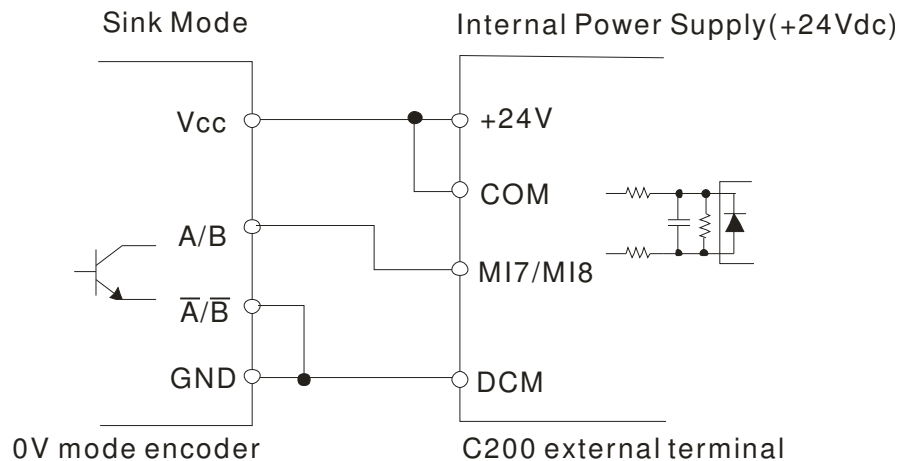 Sink Mode
Internal Power Supply(+24Vdc)
Vcc
+24V
COM
A/B
MI7/MI8
A̅/B̅
GND
DCM
0V mode encoder
C200 external terminal